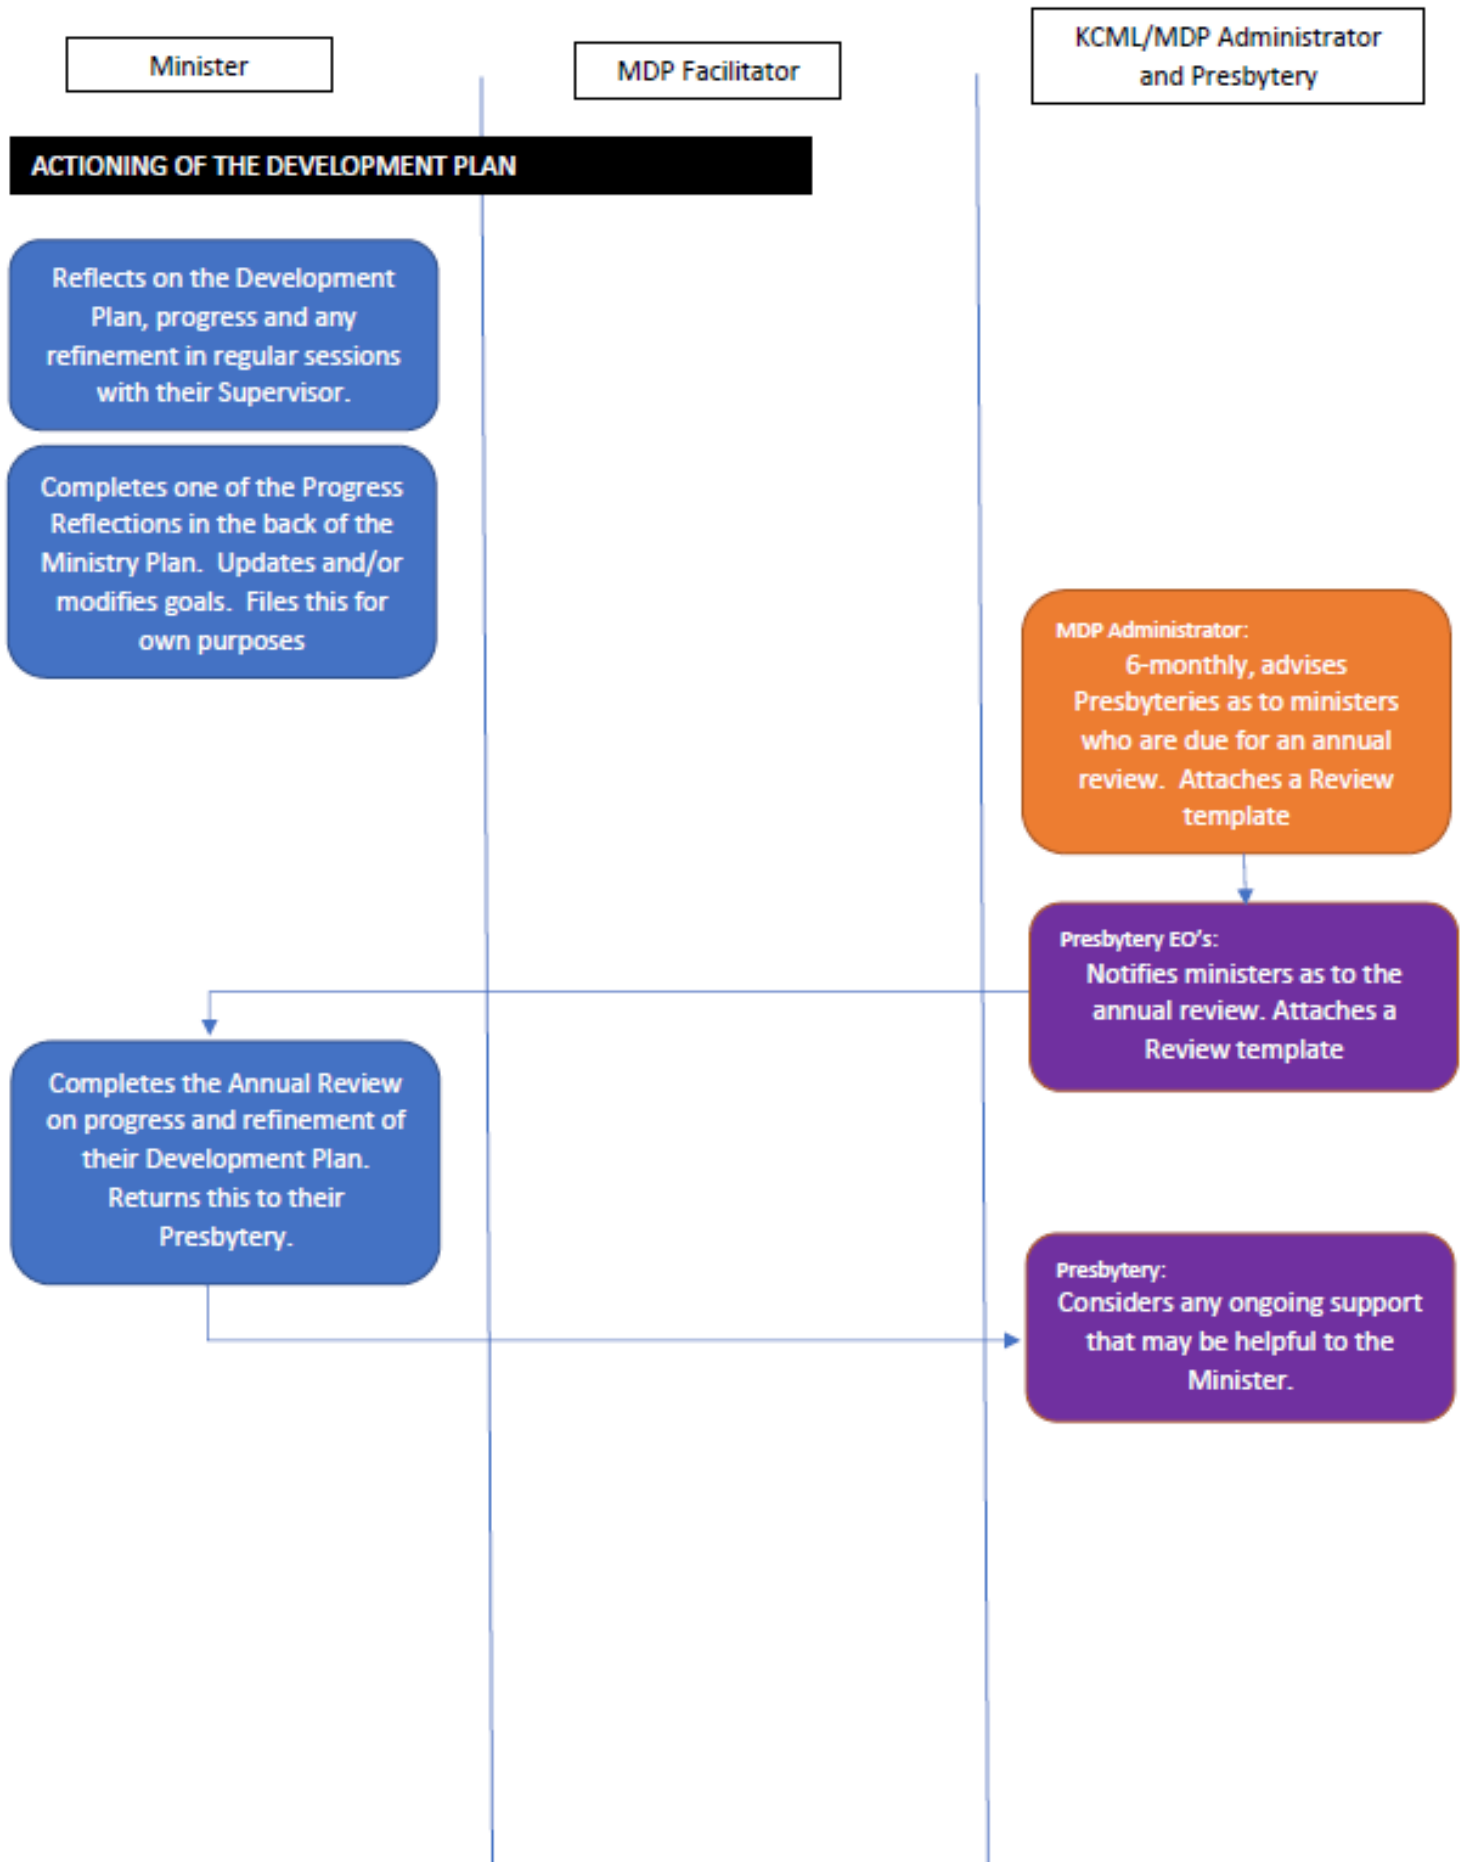 Minister
MDP Facilitator
KCML/MDP Administrator
and Presbytery
ACTIONING OF THE DEVELOPMENT PLAN
Reflects on the Development
Plan, progress and any
refinement in regular sessions
with their Supervisor.
Completes one of the Progress
Reflections in the back of the
Ministry Plan.  Updates and/or
modifies goals.  Files this for
own purposes
MDP Administrator:
6-monthly, advises
Presbyteries as to ministers
who are due for an annual
review.  Attaches a Review
template
Presbytery EO's:
Notifies ministers as to the
annual review. Attaches a
Review template
Completes the Annual Review
on progress and refinement of
their Development Plan.
Returns this to their
Presbytery.
Presbytery:
Considers any ongoing support
that may be helpful to the
Minister.